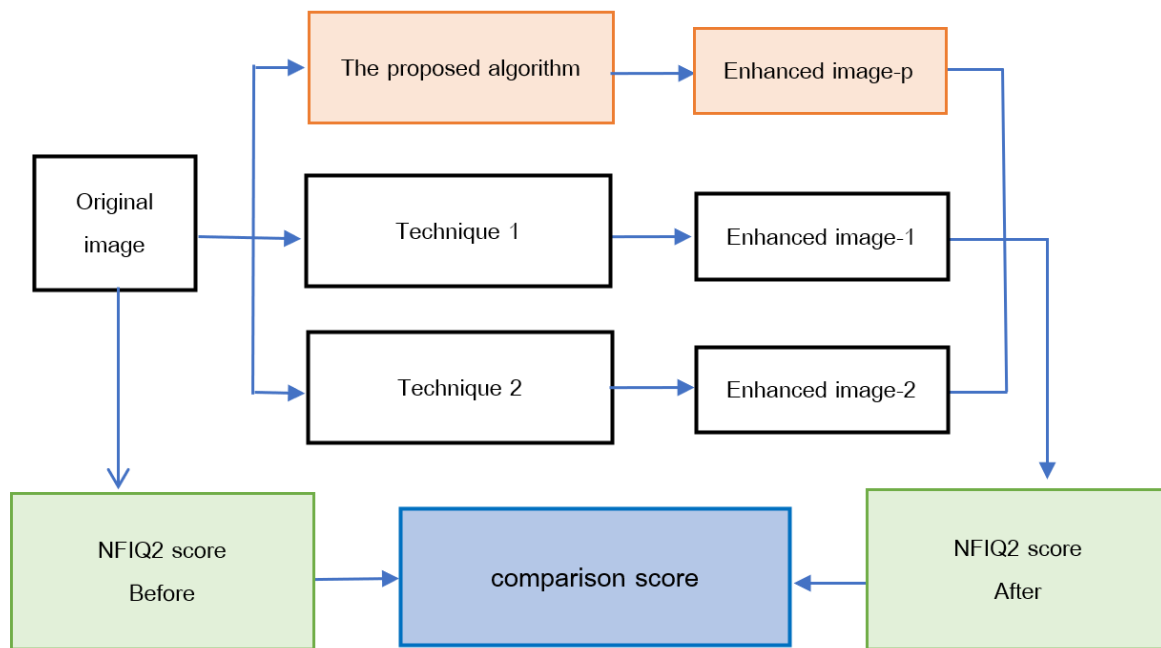 The proposed algorithm
Enhanced image-p
Original
image
Technique 1
Enhanced image-1
Technique 2
Enhanced image-2
NFIQ2 score
Before
comparison score
NFIQ2 score
After